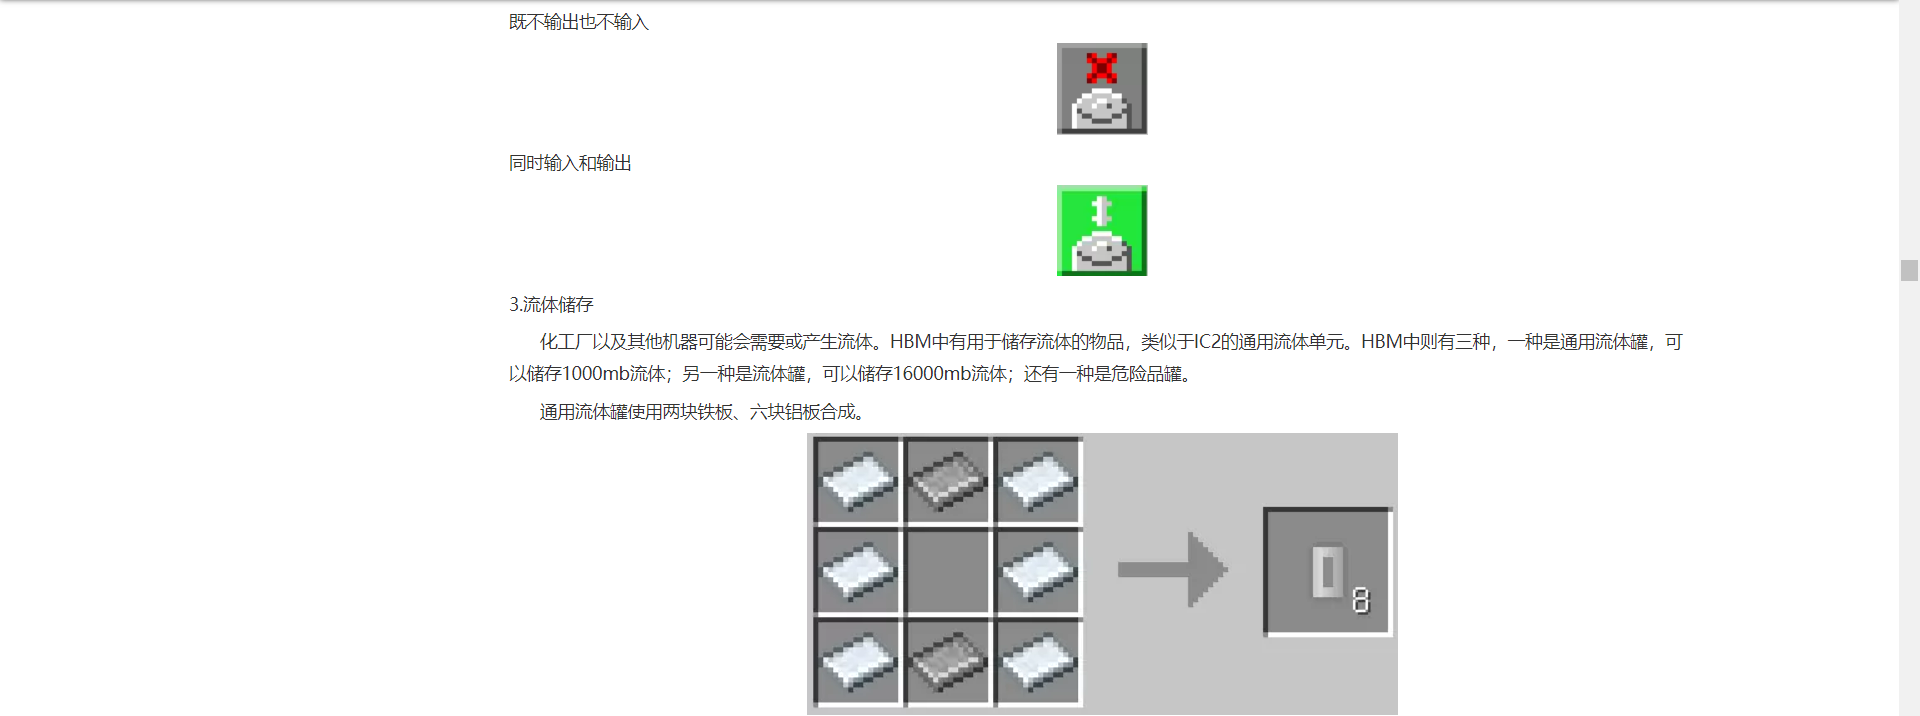 既不输出也不输入
同时输入和输出
3.流体储存
化工厂以及其他机器可能会需要或产生流体。HBM中有用于储存流体的物品，类似于IC2的通用流体单元。HBM中则有三种，一种是通用流体罐，可
以储存1000mb流体；另一种是流体罐，可以储存16000mb流体；还有一种是危险品罐。
通用流体罐使用两块铁板、六块铝板合成。
8